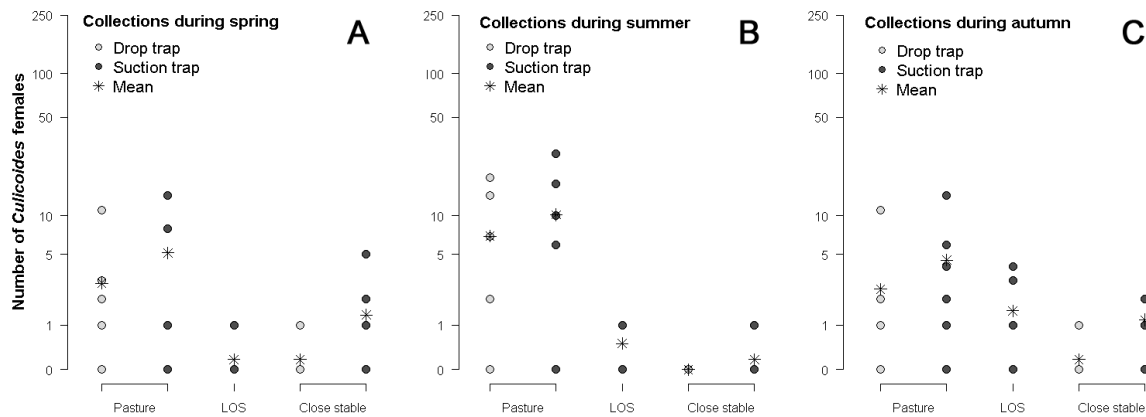 Number of Culicoides females
Collections during spring
A
Drop trap
Suction trap
Mean
250
100
50
10
5
1
0
Pasture
LOS
Close stable
Collections during summer
B
Drop trap
Suction trap
Mean
250
100
50
10
5
1
0
Pasture
LOS
Close stable
Collections during autumn
C
Drop trap
Suction trap
Mean
250
100
50
10
5
1
0
Pasture
LOS
Close stable